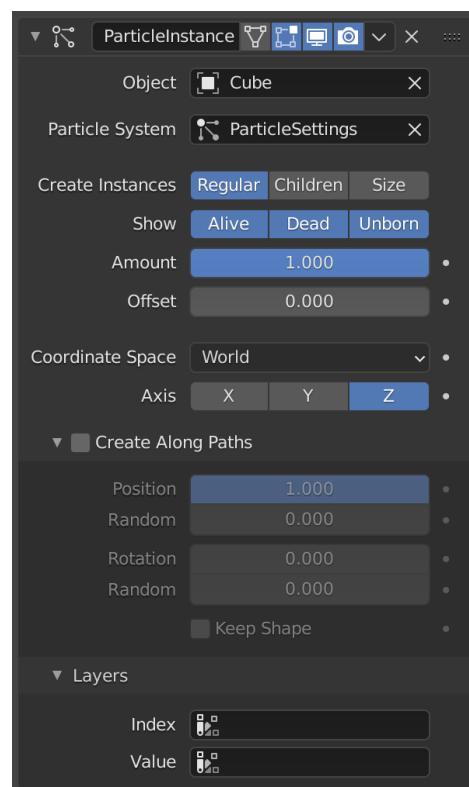 ParticleInstance
Object Cube
Particle System ParticleSettings
Create Instances Regular Children Size
Show Alive Dead Unborn
Amount 1.000
Offset 0.000
Coordinate Space World
Axis X Y Z
Create Along Paths
Position 1.000
Random 0.000
Rotation 0.000
Random 0.000
Keep Shape
Layers
Index
Value